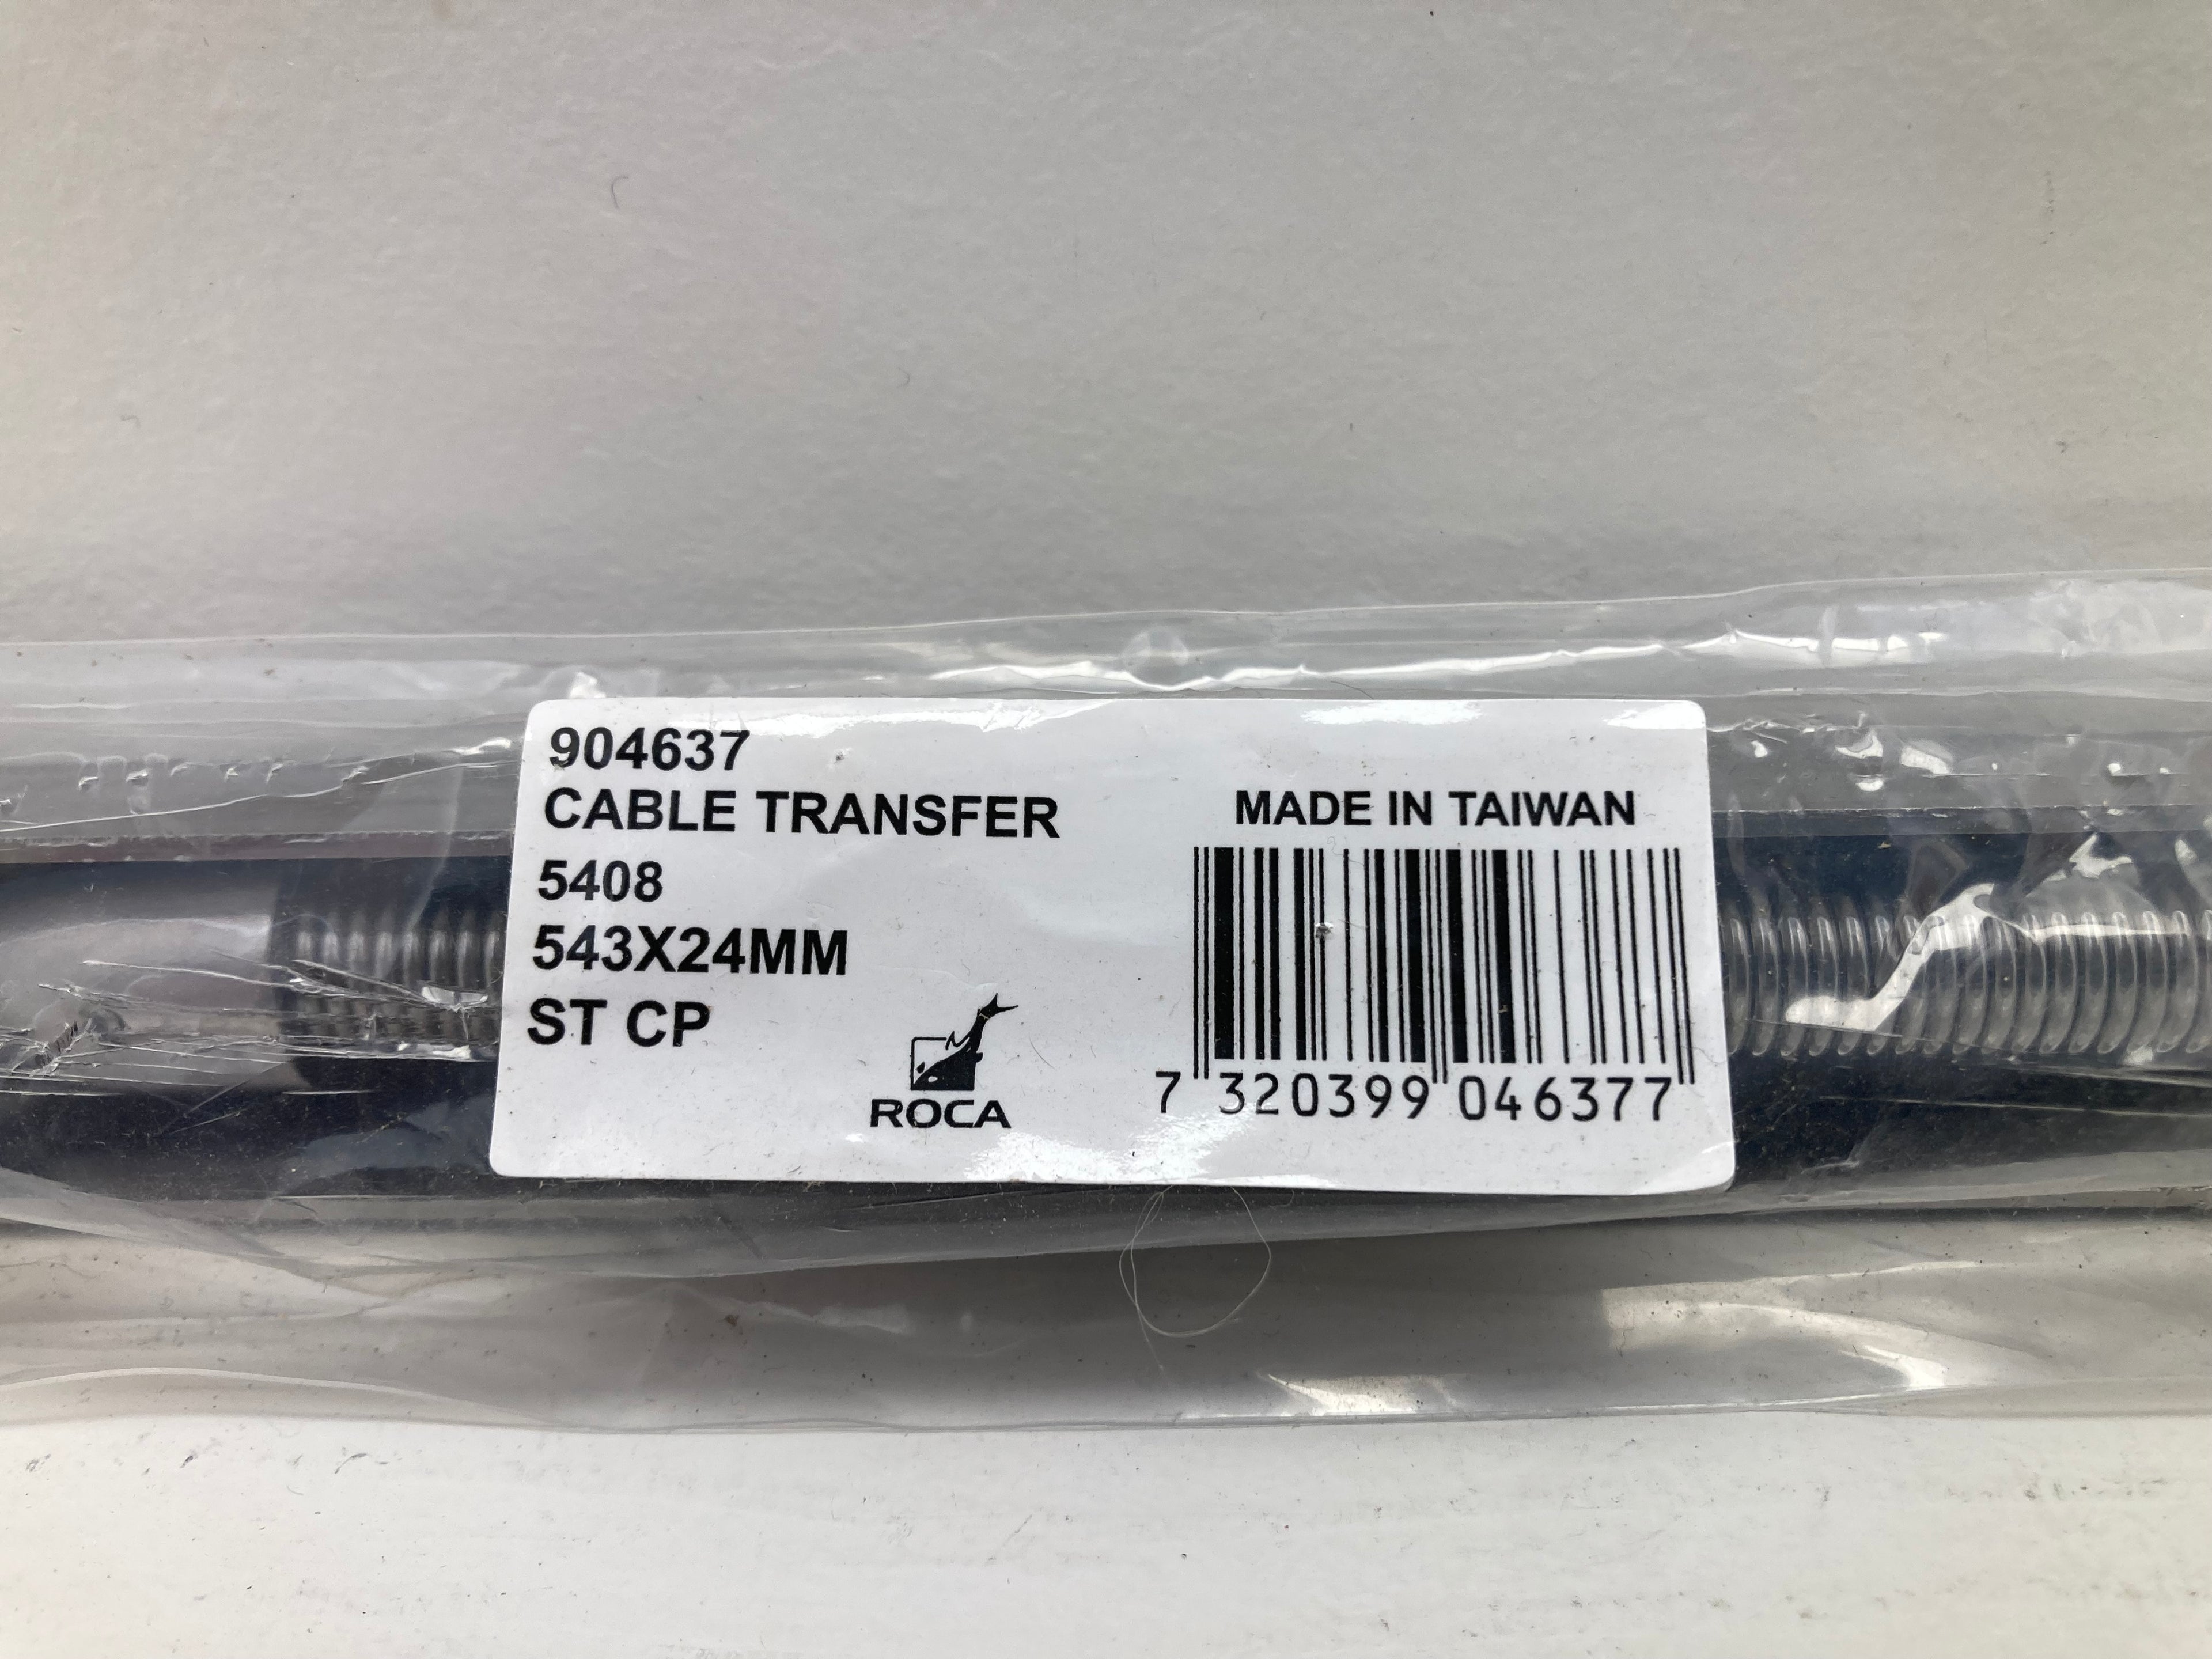 904637
CABLE TRANSFER
5408
543X24MM
ST CP
ROCA
MADE IN TAIWAN
7 320399 046377